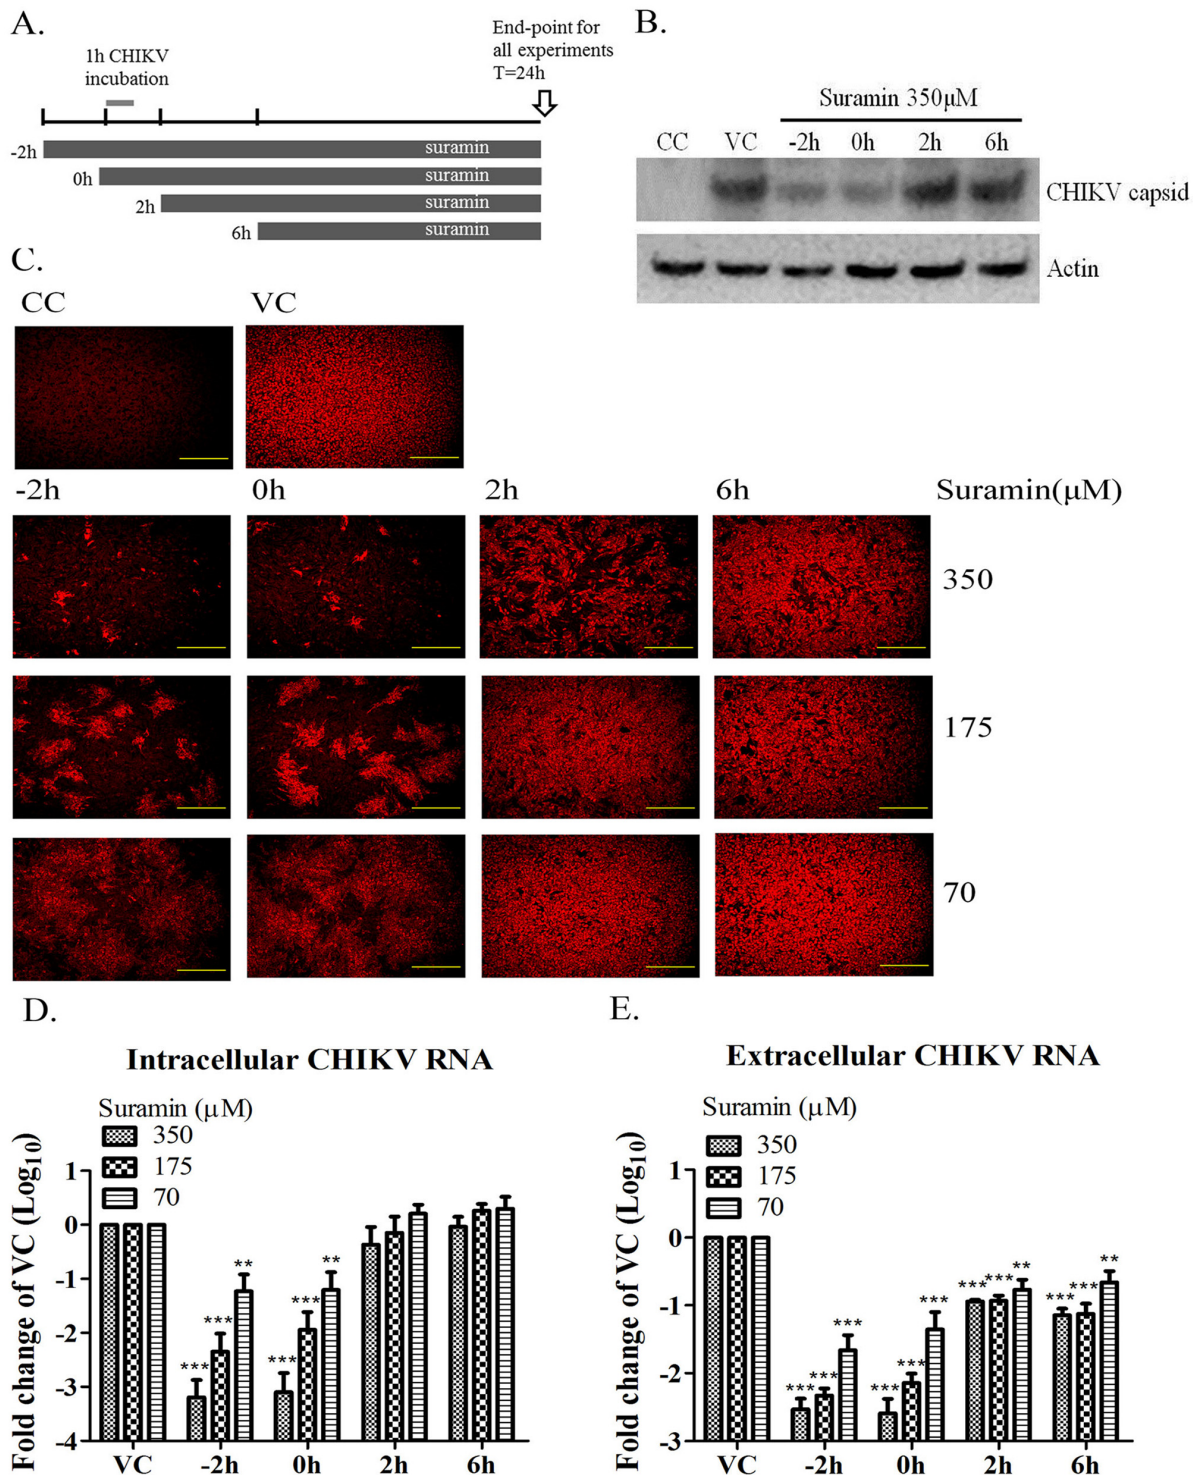 A.
1h CHIKV
incubation
End-point for
all experiments
T=24h
-2h
suramin
0h
suramin
2h
suramin
6h
suramin
B.
Suramin 350μM
CC VC -2h 0h 2h 6h
CHIKV capsid
Actin
C.
CC VC
-2h 0h 2h 6h Suramin(μM)
350
175
70
D.
Intracellular CHIKV RNA
Suramin (μM)
350
175
70
Fold change of VC (Log10)
1
0
-1
-2
-3
-4
*** *** **
*** *** **
VC -2h 0h 2h 6h
E.
Extracellular CHIKV RNA
Suramin (μM)
350
175
70
Fold change of VC (Log10)
1
0
-1
-2
-3
*** *** ***
*** *** ***
*** *** **
*** *** **
VC -2h 0h 2h 6h